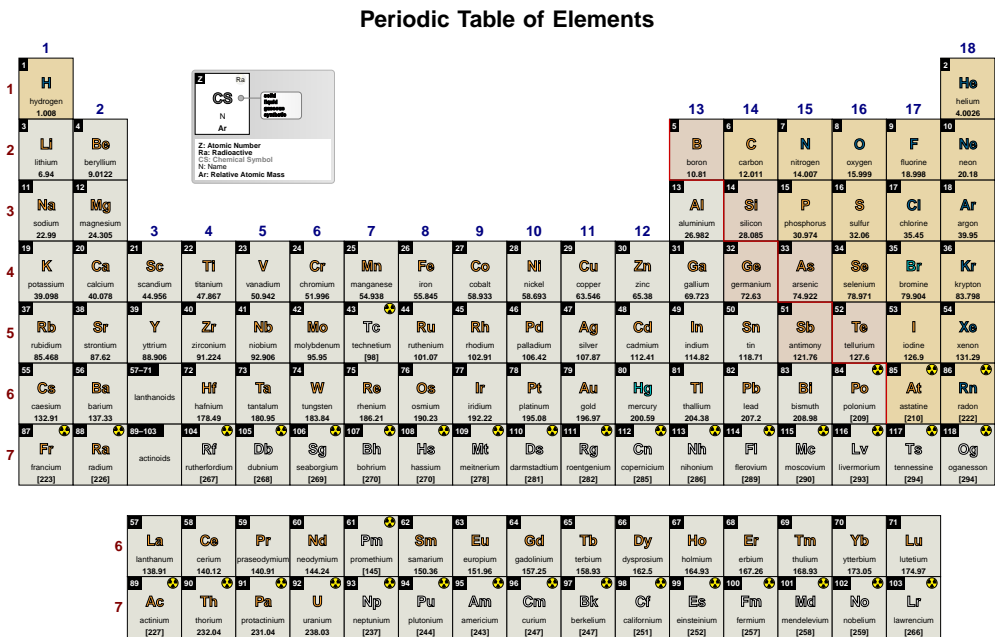 Periodic Table of Elements
1 18
2 13 14 15 16 17
3 4 5 6 7 8 9 10 11 12
Z Ra
CS
N
Ar
solid
liquid
gaseous
synthetic
Z: Atomic Number
Ra: Radioactive
CS: Chemical Symbol
N: Name
Ar: Relative Atomic Mass
1
1 2
H He
hydrogen helium
1.008 4.0026
2
3 4 5 6 7 8 9 10
Li Be B C N O F Ne
lithium beryllium boron carbon nitrogen oxygen fluorine neon
6.94 9.0122 10.81 12.011 14.007 15.999 18.998 20.18
3
11 12 13 14 15 16 17 18
Na Mg Al Si P S Cl Ar
sodium magnesium aluminium silicon phosphorus sulfur chlorine argon
22.99 24.305 26.982 28.085 30.974 32.06 35.45 39.95
4
19 20 21 22 23 24 25 26 27 28 29 30 31 32 33 34 35 36
K Ca Sc Ti V Cr Mn Fe Co Ni Cu Zn Ga Ge As Se Br Kr
potassium calcium scandium titanium vanadium chromium manganese iron cobalt nickel copper zinc gallium germanium arsenic selenium bromine krypton
39.098 40.078 44.956 47.867 50.942 51.996 54.938 55.845 58.933 58.693 63.546 65.38 69.723 72.63 74.922 78.971 79.904 83.798
5
37 38 39 40 41 42 43 44 45 46 47 48 49 50 51 52 53 54
Rb Sr Y Zr Nb Mo Tc Ru Rh Pd Ag Cd In Sn Sb Te I Xe
rubidium strontium yttrium zirconium niobium molybdenum technetium ruthenium rhodium palladium silver cadmium indium tin antimony tellurium iodine xenon
85.468 87.62 88.906 91.224 92.906 95.95 [98] 101.07 102.91 106.42 107.87 112.41 114.82 118.71 121.76 127.6 126.9 131.29
6
55 56 57–71 72 73 74 75 76 77 78 79 80 81 82 83 84 85 86
Cs Ba Hf Ta W Re Os Ir Pt Au Hg Tl Pb Bi Po At Rn
caesium barium lanthanoids hafnium tantalum tungsten rhenium osmium iridium platinum gold mercury thallium lead bismuth polonium astatine radon
132.91 137.33 178.49 180.95 183.84 186.21 190.23 192.22 195.08 196.97 200.59 204.38 207.2 208.98 [209] [210] [222]
7
87 88 89–103 104 105 106 107 108 109 110 111 112 113 114 115 116 117 118
Fr Ra Rf Db Sg Bh Hs Mt Ds Rg Cn Nh Fl Mc Lv Ts Og
francium radium actinoids rutherfordium dubnium seaborgium bohrium hassium meitnerium darmstadtium roentgenium copernicium nihonium flerovium moscovium livermorium tennessine oganesson
[223] [226] [267] [268] [269] [270] [270] [278] [281] [282] [285] [286] [289] [290] [293] [294] [294]
6
57 58 59 60 61 62 63 64 65 66 67 68 69 70 71
La Ce Pr Nd Pm Sm Eu Gd Tb Dy Ho Er Tm Yb Lu
lanthanum cerium praseodymium neodymium promethium samarium europium gadolinium terbium dysprosium holmium erbium thulium ytterbium lutetium
138.91 140.12 140.91 144.24 [145] 150.36 151.96 157.25 158.93 162.5 164.93 167.26 168.93 173.05 174.97
7
89 90 91 92 93 94 95 96 97 98 99 100 101 102 103
Ac Th Pa U Np Pu Am Cm Bk Cf Es Fm Md No Lr
actinium thorium protactinium uranium neptunium plutonium americium curium berkelium californium einsteinium fermium mendelevium nobelium lawrencium
[227] 232.04 231.04 238.03 [237] [244] [243] [247] [247] [251] [252] [257] [258] [259] [266]